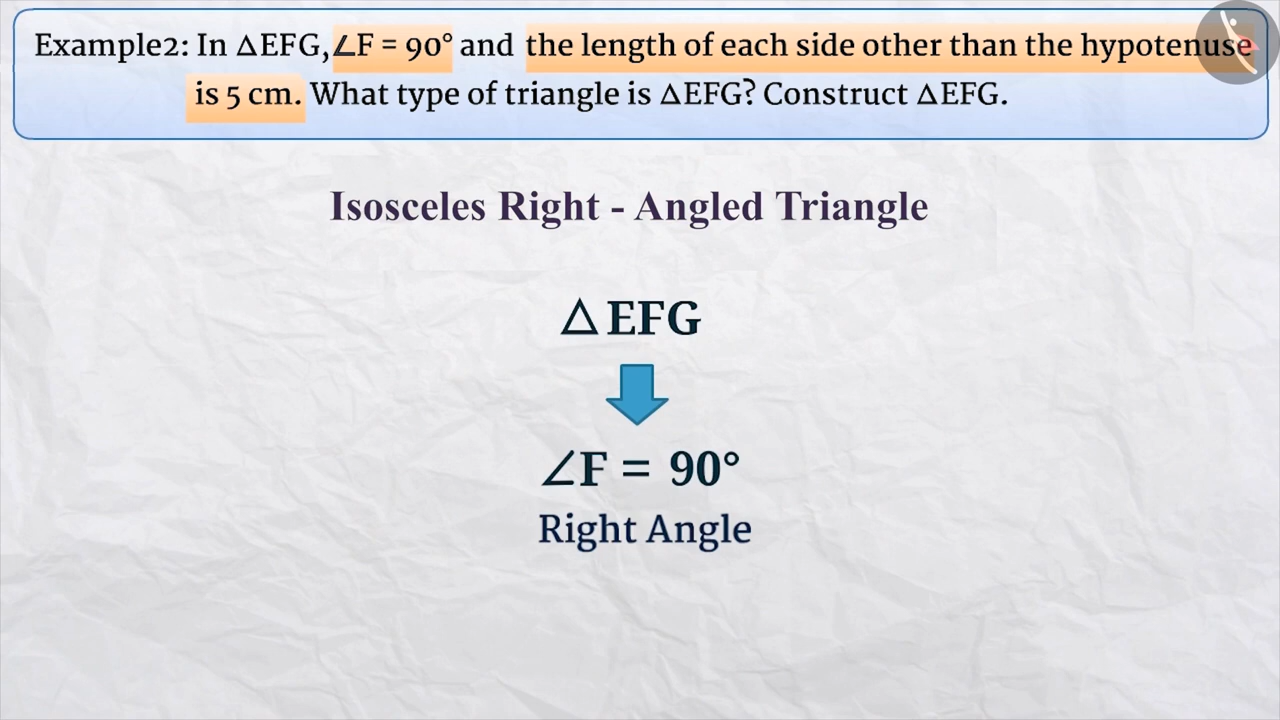 Example2: In △EFG,∠F = 90° and the length of each side other than the hypotenuse
is 5 cm. What type of triangle is △EFG? Construct △EFG.
Isosceles Right - Angled Triangle
△ EFG
∠F = 90°
Right Angle